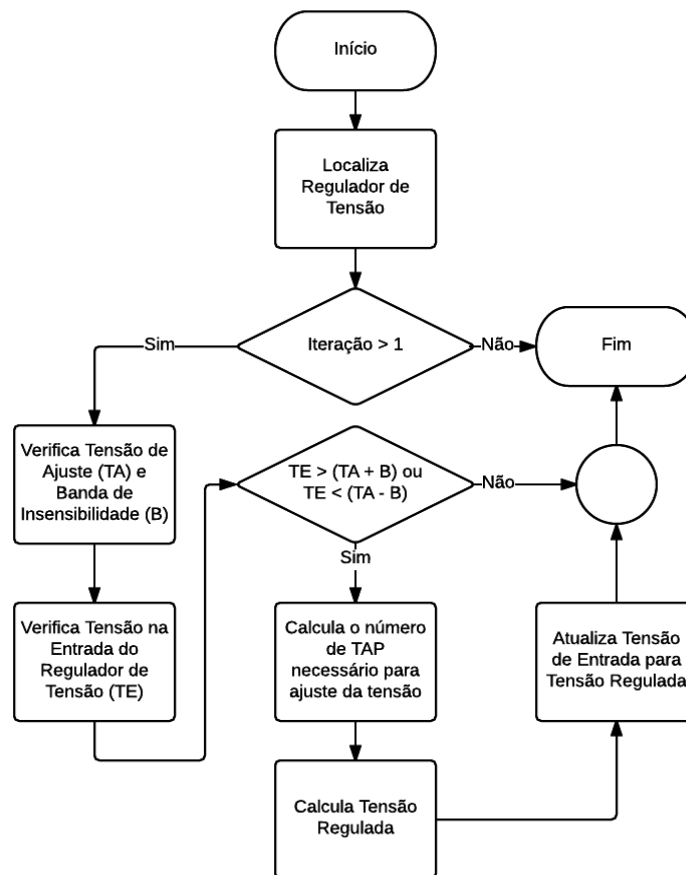 Início
Localiza
Regulador de
Tensão
Iteração > 1
Sim
Não
Fim
Verifica Tensão de
Ajuste (TA) e
Banda de
Insensibilidade (B)
TE > (TA + B) ou
TE < (TA - B)
Não
Sim
Verifica Tensão na
Entrada do
Regulador de
Tensão (TE)
Calcula o número
de TAP
necessário para
ajuste da tensão
Atualiza Tensão
de Entrada para
Tensão Regulada
Calcula Tensão
Regulada